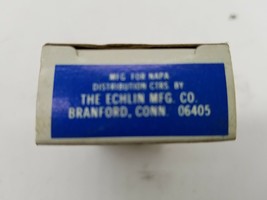 MFG FOR NAPA
DISTRIBUTION CTRS. BY
THE ECHLIN MFG. CO.
BRANFORD, CONN. 06405